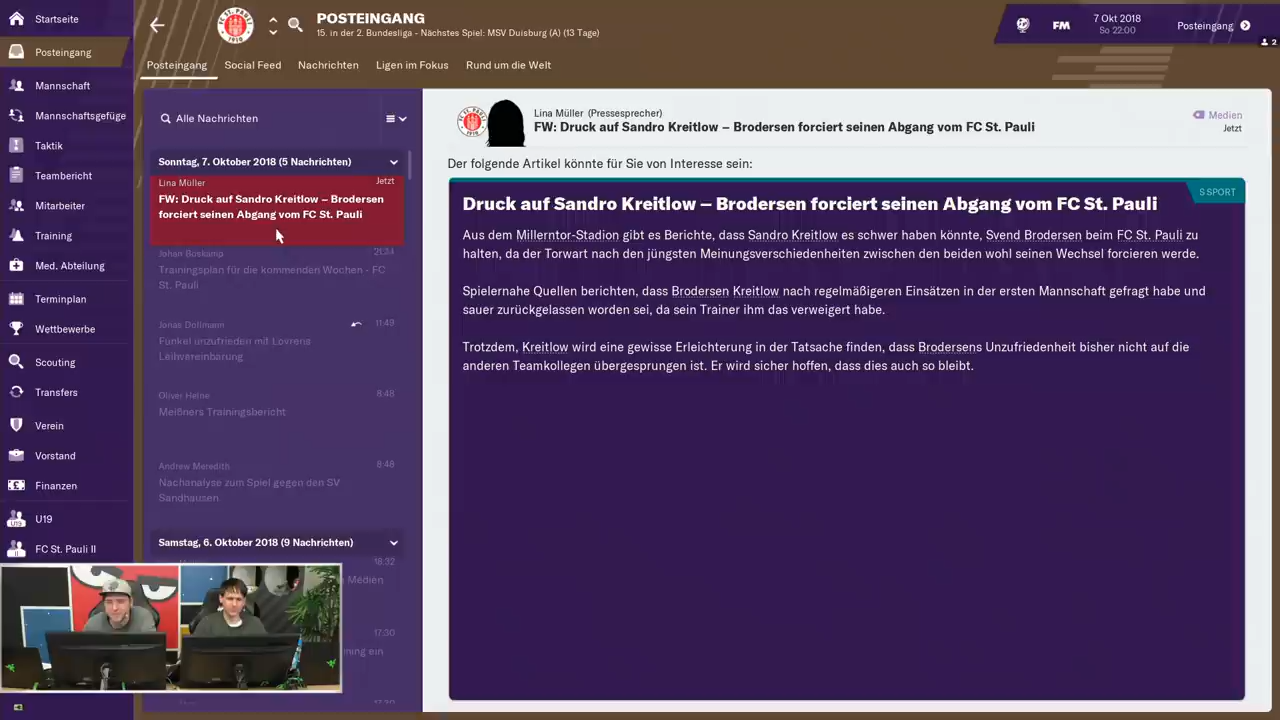 Startseite
Posteingang
Mannschaft
Mannschaftsgefüge
Taktik
Teambericht
Mitarbeiter
Training
Med. Abteilung
Terminplan
Wettbewerbe
Scouting
Transfers
Verein
Vorstand
Finanzen
U19
FC St. Pauli II
POSTEINGANG
15. in der 2. Bundesliga - Nächstes Spiel: MSV Duisburg (A) (13 Tage)
FM
7 Okt 2018
So 22:00
Posteingang
2
Posteingang
Social Feed
Nachrichten
Ligen im Fokus
Rund um die Welt
Alle Nachrichten
Sonntag, 7. Oktober 2018 (5 Nachrichten)
Lina Müller
Jetzt
FW: Druck auf Sandro Kreitlow – Brodersen
forciert seinen Abgang vom FC St. Pauli
Johan Boskamp
Trainingsplan für die kommenden Wochen - FC
St. Pauli
Jonas Dollmann
11:49
Funkel unzufrieden mit Lovrens
Leihvereinbarung
Oliver Heine
8:48
Meißners Trainingsbericht
Andrew Meredith
8:46
Nachanalyse zum Spiel gegen den SV
Sandhausen
Samstag, 6. Oktober 2018 (9 Nachrichten)
18:32
Medien
17:30
ining ein
17:30
Lina Müller (Pressesprecher)
FW: Druck auf Sandro Kreitlow – Brodersen forciert seinen Abgang vom FC St. Pauli
Medien
Jetzt
Der folgende Artikel könnte für Sie von Interesse sein:
S SPORT
Druck auf Sandro Kreitlow – Brodersen forciert seinen Abgang vom FC St. Pauli
Aus dem Millerntor-Stadion gibt es Berichte, dass Sandro Kreitlow es schwer haben könnte, Svend Brodersen beim FC St. Pauli zu
halten, da der Torwart nach den jüngsten Meinungsverschiedenheiten zwischen den beiden wohl seinen Wechsel forcieren werde.
Spielernahe Quellen berichten, dass Brodersen Kreitlow nach regelmäßigeren Einsätzen in der ersten Mannschaft gefragt habe und
sauer zurückgelassen worden sei, da sein Trainer ihm das verweigert habe.
Trotzdem, Kreitlow wird eine gewisse Erleichterung in der Tatsache finden, dass Brodersens Unzufriedenheit bisher nicht auf die
anderen Teamkollegen übergesprungen ist. Er wird sicher hoffen, dass dies auch so bleibt.